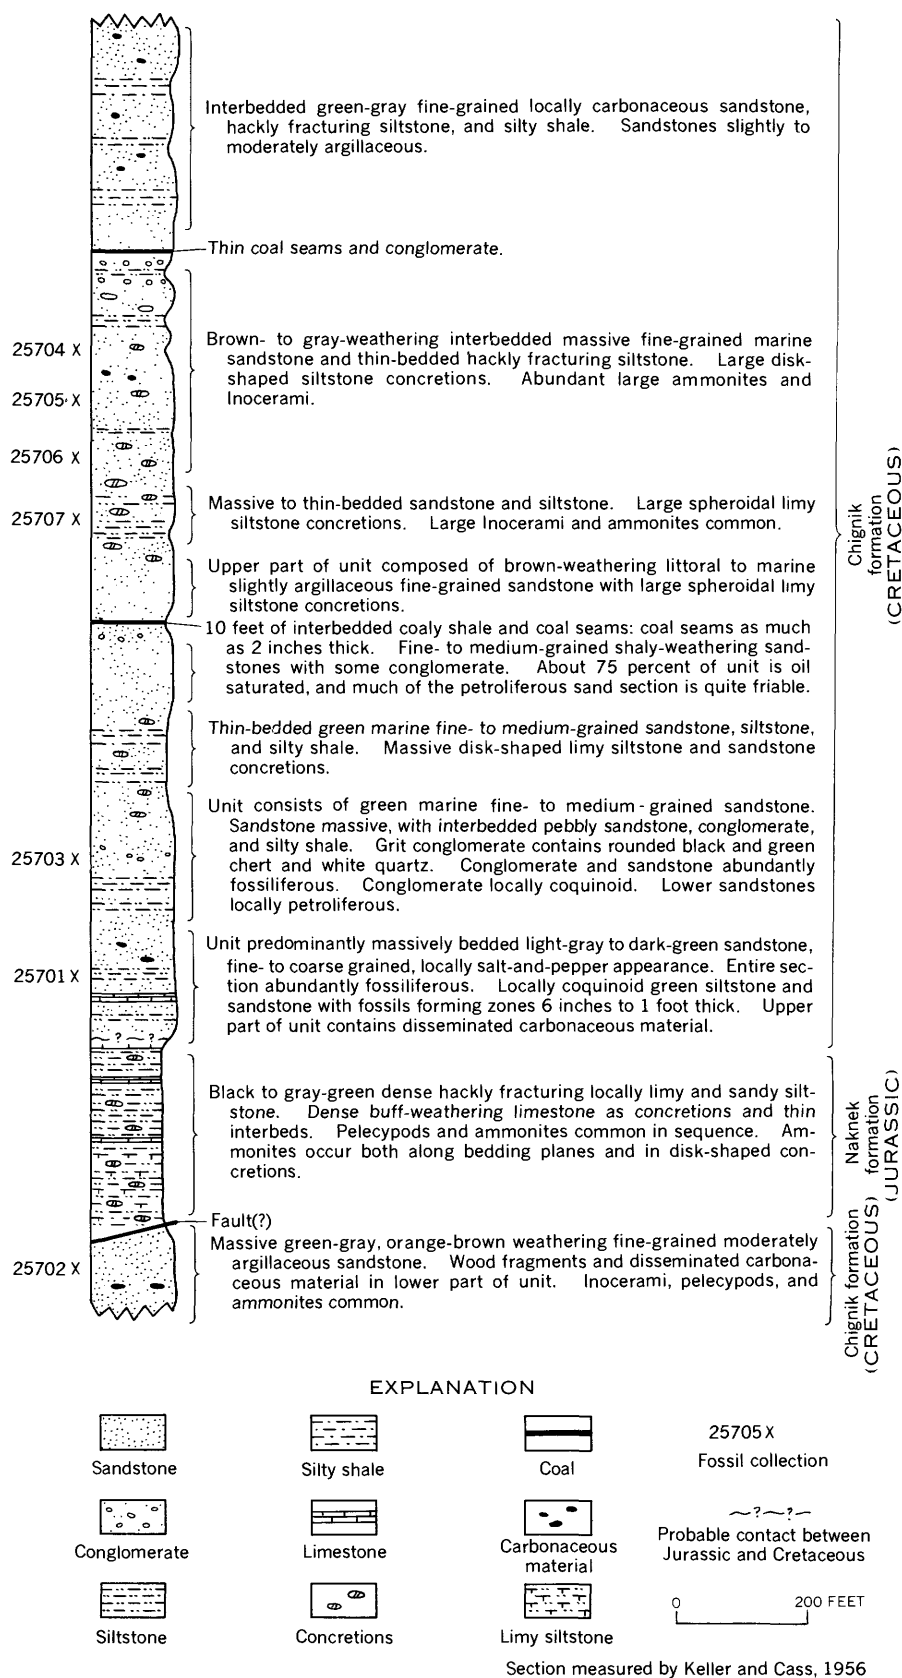 Interbedded green-gray fine-grained locally carbonaceous sandstone,
hackly fracturing siltstone, and silty shale. Sandstones slightly to
moderately argillaceous.
Thin coal seams and conglomerate.
25704 X
25705 X
25706 X
Brown- to gray-weathering interbedded massive fine-grained marine
sandstone and thin-bedded hackly fracturing siltstone. Large disk-
shaped siltstone concretions. Abundant large ammonites and
Inocerami.
25707 X
Massive to thin-bedded sandstone and siltstone. Large spheroidal limy
siltstone concretions. Large Inocerami and ammonites common.
Upper part of unit composed of brown-weathering littoral to marine
slightly argillaceous fine-grained sandstone with large spheroidal limy
siltstone concretions.
10 feet of interbedded coaly shale and coal seams: coal seams as much
as 2 inches thick. Fine- to medium-grained shaly-weathering sand-
stones with some conglomerate. About 75 percent of unit is oil
saturated, and much of the petroliferous sand section is quite friable.
Thin-bedded green marine fine- to medium-grained sandstone, siltstone,
and silty shale. Massive disk-shaped limy siltstone and sandstone
concretions.
25703 X
Unit consists of green marine fine- to medium-grained sandstone.
Sandstone massive, with interbedded pebbly sandstone, conglomerate,
and silty shale. Grit conglomerate contains rounded black and green
chert and white quartz. Conglomerate and sandstone abundantly
fossiliferous. Conglomerate locally coquinoid. Lower sandstones
locally petroliferous.
25701 X
Unit predominantly massively bedded light-gray to dark-green sandstone,
fine- to coarse grained, locally salt-and-pepper appearance. Entire sec-
tion abundantly fossiliferous. Locally coquinoid green siltstone and
sandstone with fossils forming zones 6 inches to 1 foot thick. Upper
part of unit contains disseminated carbonaceous material.
? ?
Chignik
formation
(CRETACEOUS)
Black to gray-green dense hackly fracturing locally limy and sandy silt-
stone. Dense buff-weathering limestone as concretions and thin
interbeds. Pelecypods and ammonites common in sequence. Am-
monites occur both along bedding planes and in disk-shaped con-
cretions.
Naknek
formation
(JURASSIC)
Fault(?)
25702 X
Massive green-gray, orange-brown weathering fine-grained moderately
argillaceous sandstone. Wood fragments and disseminated carbona-
ceous material in lower part of unit. Inocerami, pelecypods, and
ammonites common.
Chignik formation
(CRETACEOUS)
EXPLANATION
Sandstone
Silty shale
Coal
25705 X
Fossil collection
Conglomerate
Limestone
Carbonaceous
material
~?~?~
Probable contact between
Jurassic and Cretaceous
Siltstone
Concretions
Limy siltstone
0 200 FEET
Section measured by Keller and Cass, 1956